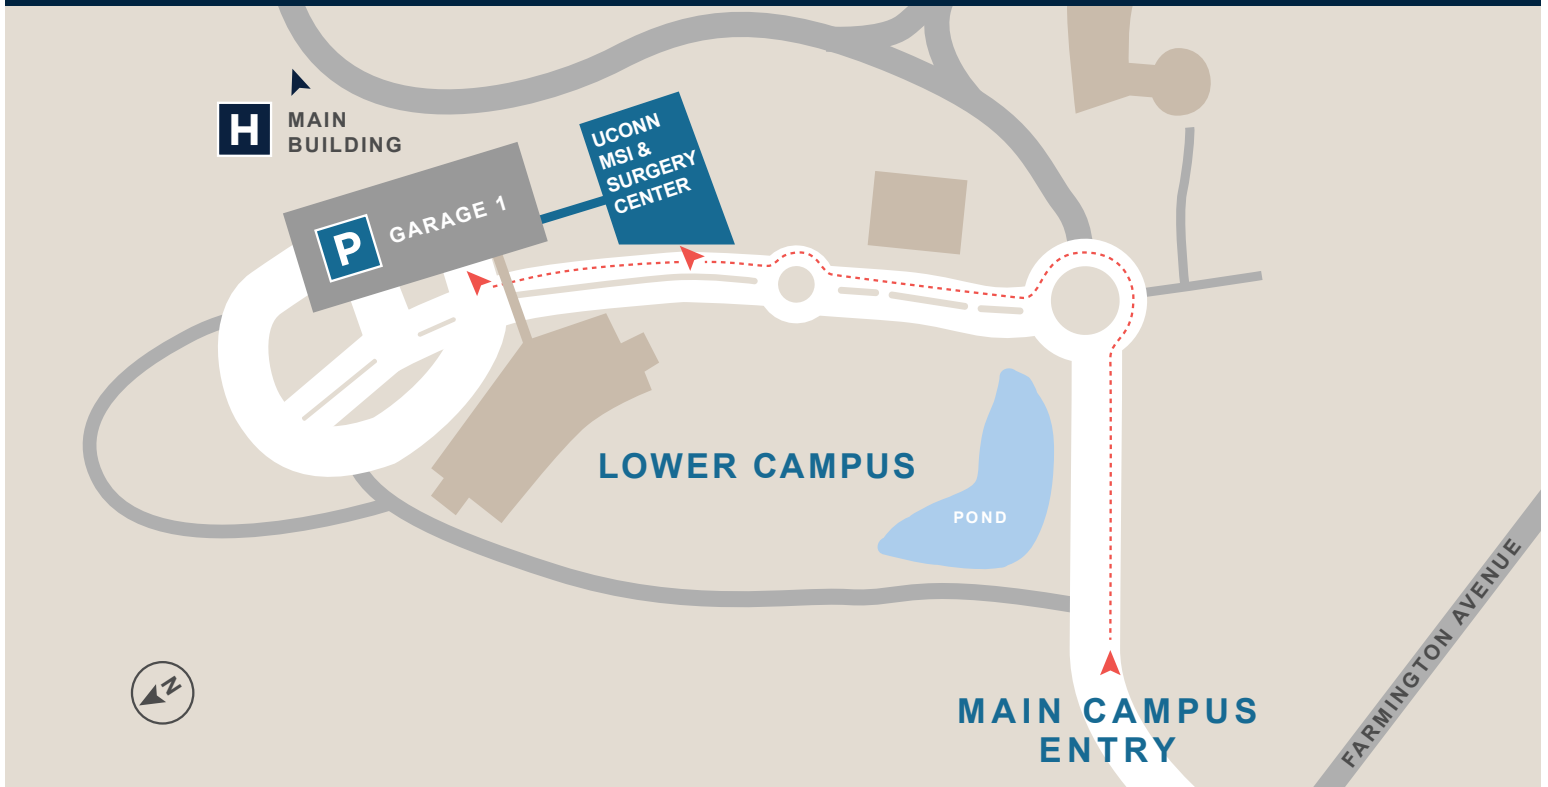 H
MAIN
BUILDING
UCONN
MSI &
SURGERY
CENTER
P
GARAGE 1
LOWER CAMPUS
POND
N
MAIN CAMPUS
ENTRY
FARMINGTON AVENUE